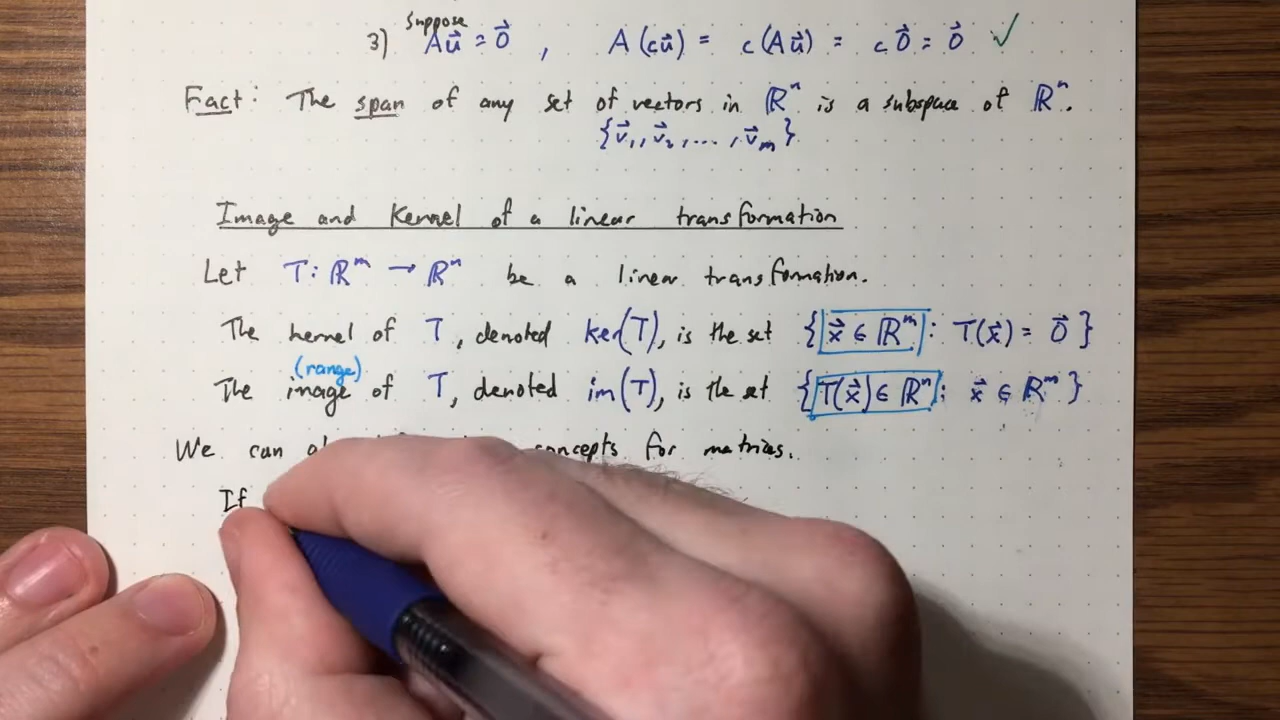 Suppose
3) Au⃗ = 0⃗ , A(cu⃗) = c(Au⃗) = c0⃗ = 0⃗ ✓
Fact: The span of any set of vectors in ℝⁿ is a subspace of ℝⁿ.
{v⃗₁, v⃗₂, ..., v⃗ₘ}
Image and Kernel of a linear transformation
Let T: ℝᵐ → ℝⁿ be a linear transformation.
The kernel of T, denoted ker(T), is the set {x⃗ ∈ ℝᵐ : T(x⃗) = 0⃗}
(range)
The image of T, denoted im(T), is the set {T(x⃗) ∈ ℝⁿ : x⃗ ∈ ℝᵐ}
We can concepts for matrices.
If